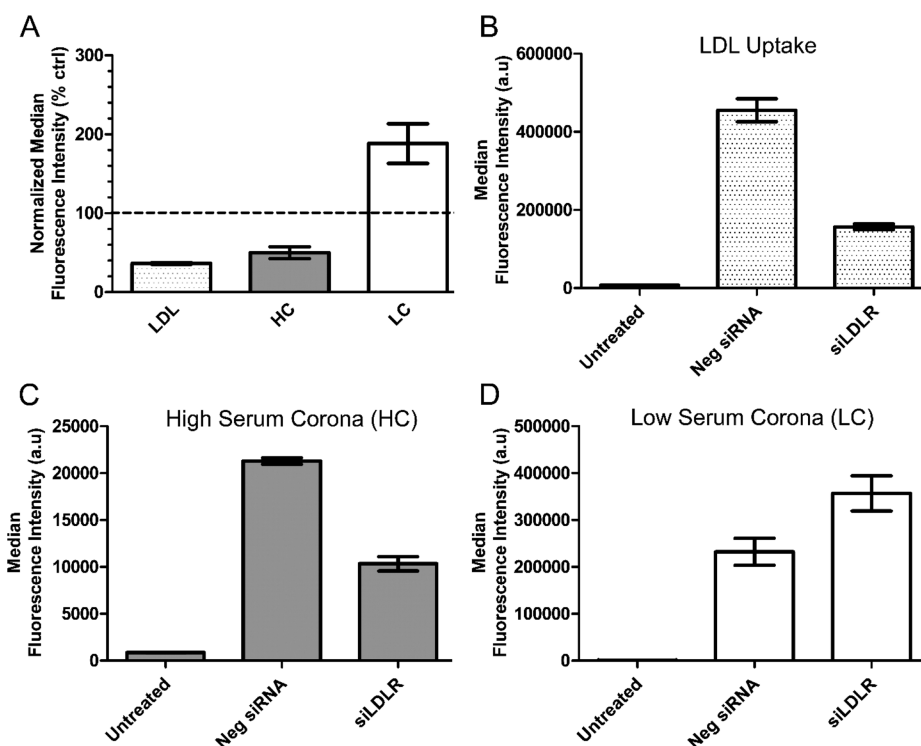 A
Normalized Median
Fluorescence Intensity (% ctrl)
300
200
100
0
LDL
HC
LC
B
LDL Uptake
Median
Fluorescence Intensity (a.u)
600000
400000
200000
0
Untreated
Neg siRNA
siLDLR
C
High Serum Corona (HC)
Median
Fluorescence Intensity (a.u)
25000
20000
15000
10000
5000
0
Untreated
Neg siRNA
siLDLR
D
Low Serum Corona (LC)
Median
Fluorescence Intensity (a.u)
500000
400000
300000
200000
100000
0
Untreated
Neg siRNA
siLDLR